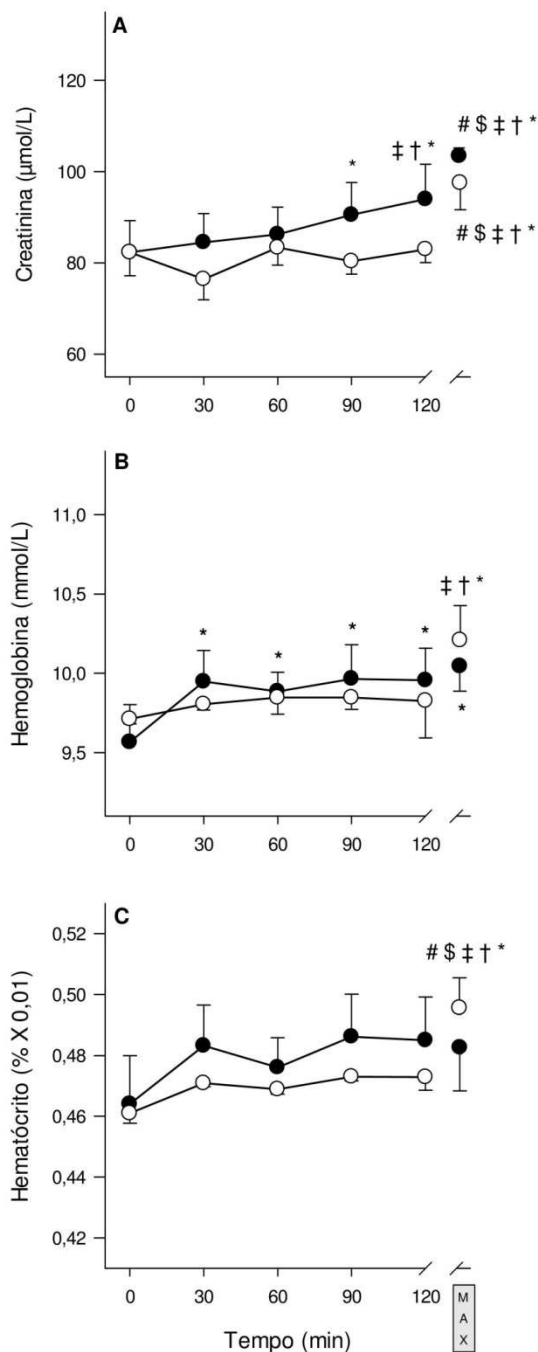 A
Creatinina (µmol/L)
120
100
80
60
# $ ‡ † *
‡ † *
*
# $ ‡ † *
0 30 60 90 120
B
Hemoglobina (mmol/L)
11,0
10,5
10,0
9,5
‡ † *
* * * *
*
0 30 60 90 120
C
Hematócrito (% X 0,01)
0,52
0,50
0,48
0,46
0,44
0,42
# $ ‡ † *
0 30 60 90 120
Tempo (min)
M
A
X